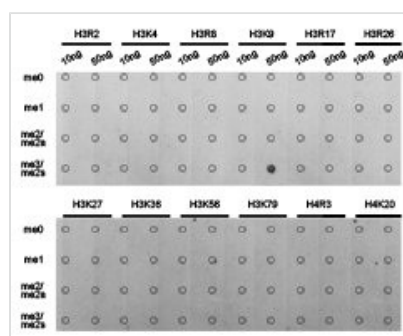 H3R2 H3K4 H3R8 H3K9 H3R17 H3R26
10ng 50ng 10ng 50ng 10ng 50ng 10ng 50ng 10ng 50ng 10ng 50ng
me0
me1
me2/
me2s
me3/
me2a
H3K27 H3K36 H3K56 H3K79 H4R3 H4K20
me0
me1
me2/
me2s
me3/
me2a